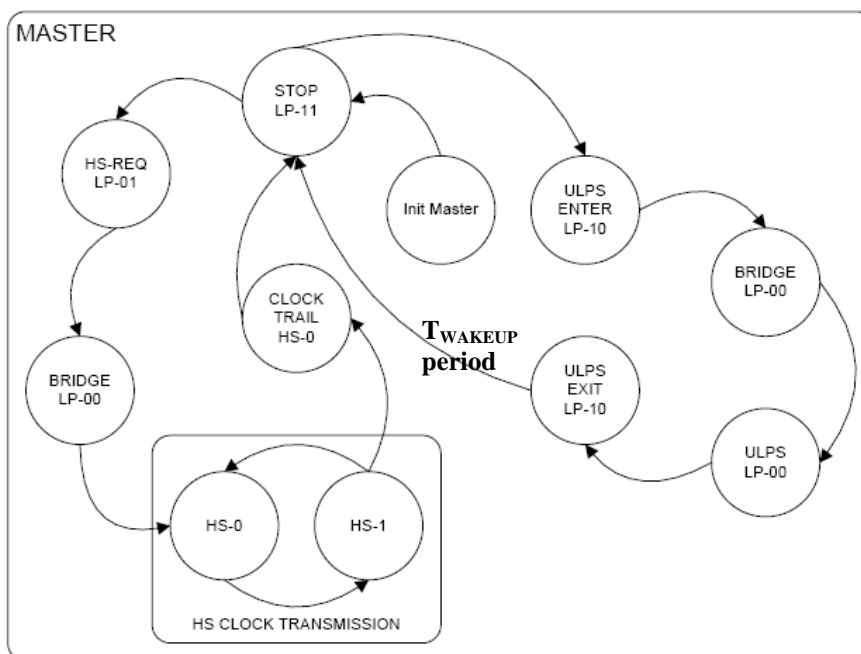 MASTER
STOP
LP-11
HS-REQ
LP-01
Init Master
ULPS
ENTER
LP-10
BRIDGE
LP-00
CLOCK
TRAIL
HS-0
TWAKEUP
period
BRIDGE
LP-00
ULPS
EXIT
LP-10
ULPS
LP-00
HS-0
HS-1
HS CLOCK TRANSMISSION